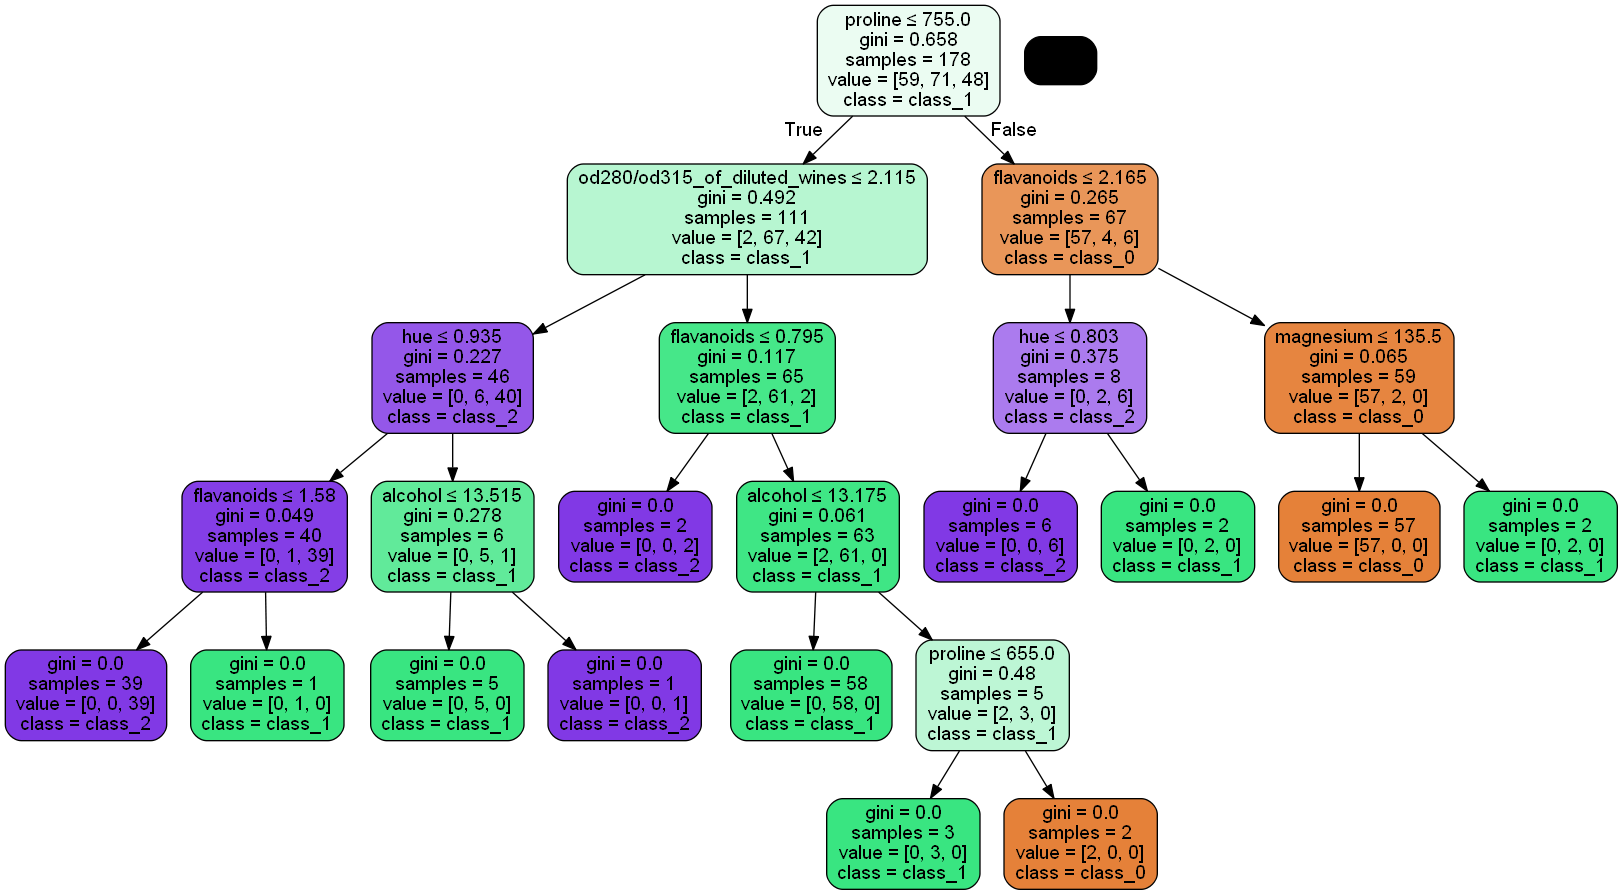 proline ≤ 755.0
gini = 0.658
samples = 178
value = [59, 71, 48]
class = class_1
True
False
od280/od315_of_diluted_wines ≤ 2.115
gini = 0.492
samples = 111
value = [2, 67, 42]
class = class_1
flavanoids ≤ 2.165
gini = 0.265
samples = 67
value = [57, 4, 6]
class = class_0
hue ≤ 0.935
gini = 0.227
samples = 46
value = [0, 6, 40]
class = class_2
flavanoids ≤ 0.795
gini = 0.117
samples = 65
value = [2, 61, 2]
class = class_1
hue ≤ 0.803
gini = 0.375
samples = 8
value = [0, 2, 6]
class = class_2
magnesium ≤ 135.5
gini = 0.065
samples = 59
value = [57, 2, 0]
class = class_0
flavanoids ≤ 1.58
gini = 0.049
samples = 40
value = [0, 1, 39]
class = class_2
alcohol ≤ 13.515
gini = 0.278
samples = 6
value = [0, 5, 1]
class = class_1
gini = 0.0
samples = 2
value = [0, 0, 2]
class = class_2
alcohol ≤ 13.175
gini = 0.061
samples = 63
value = [2, 61, 0]
class = class_1
gini = 0.0
samples = 6
value = [0, 0, 6]
class = class_2
gini = 0.0
samples = 2
value = [0, 2, 0]
class = class_1
gini = 0.0
samples = 57
value = [57, 0, 0]
class = class_0
gini = 0.0
samples = 2
value = [0, 2, 0]
class = class_1
gini = 0.0
samples = 39
value = [0, 0, 39]
class = class_2
gini = 0.0
samples = 1
value = [0, 1, 0]
class = class_1
gini = 0.0
samples = 5
value = [0, 5, 0]
class = class_1
gini = 0.0
samples = 1
value = [0, 0, 1]
class = class_2
gini = 0.0
samples = 58
value = [0, 58, 0]
class = class_1
proline ≤ 655.0
gini = 0.48
samples = 5
value = [2, 3, 0]
class = class_1
gini = 0.0
samples = 3
value = [0, 3, 0]
class = class_1
gini = 0.0
samples = 2
value = [2, 0, 0]
class = class_0